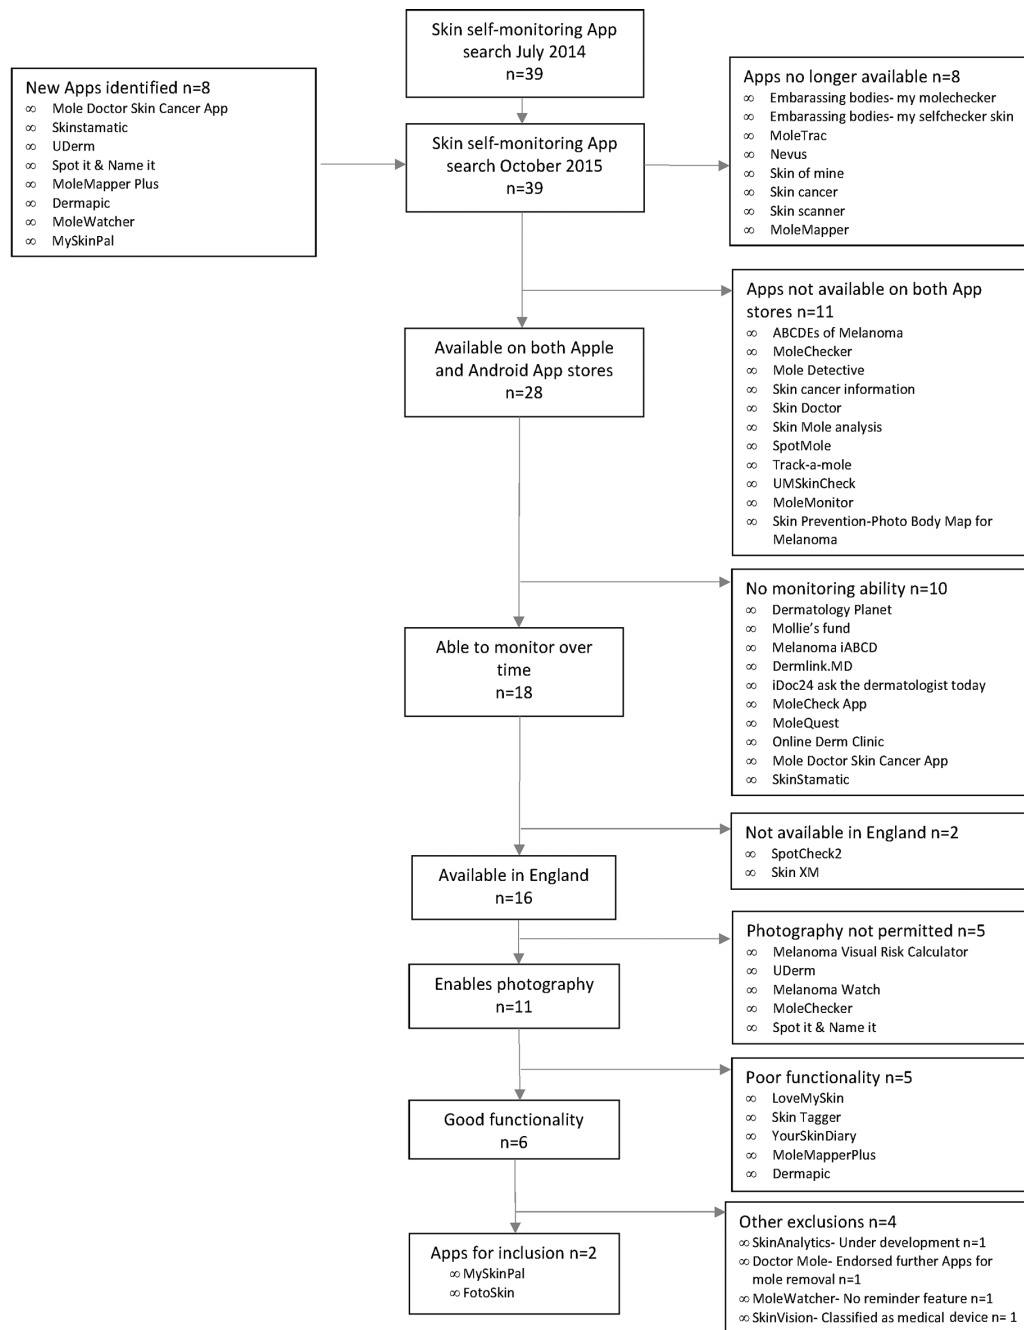 Skin self-monitoring App
search July 2014
n=39
New Apps identified n=8
∞ Mole Doctor Skin Cancer App
∞ Skinstamatic
∞ UDerm
∞ Spot it & Name it
∞ MoleMapper Plus
∞ Dermapic
∞ MoleWatcher
∞ MySkinPal
Skin self-monitoring App
search October 2015
n=39
Apps no longer available n=8
∞ Embarassing bodies- my molechecker
∞ Embarassing bodies- my selfchecker skin
∞ MoleTrac
∞ Nevus
∞ Skin of mine
∞ Skin cancer
∞ Skin scanner
∞ MoleMapper
Apps not available on both App
stores n=11
∞ ABCDEs of Melanoma
∞ MoleChecker
∞ Mole Detective
∞ Skin cancer information
∞ Skin Doctor
∞ Skin Mole analysis
∞ SpotMole
∞ Track-a-mole
∞ UMSkinCheck
∞ MoleMonitor
∞ Skin Prevention-Photo Body Map for
Melanoma
Available on both Apple
and Android App stores
n=28
No monitoring ability n=10
∞ Dermatology Planet
∞ Mollie’s fund
∞ Melanoma iABCD
∞ Dermlink.MD
∞ iDoc24 ask the dermatologist today
∞ MoleCheck App
∞ MoleQuest
∞ Online Derm Clinic
∞ Mole Doctor Skin Cancer App
∞ SkinStamatic
Able to monitor over
time
n=18
Not available in England n=2
∞ SpotCheck2
∞ Skin XM
Available in England
n=16
Photography not permitted n=5
∞ Melanoma Visual Risk Calculator
∞ UDerm
∞ Melanoma Watch
∞ MoleChecker
∞ Spot it & Name it
Enables photography
n=11
Poor functionality n=5
∞ LoveMySkin
∞ Skin Tagger
∞ YourSkinDiary
∞ MoleMapperPlus
∞ Dermapic
Good functionality
n=6
Other exclusions n=4
∞ SkinAnalytics- Under development n=1
∞ Doctor Mole- Endorsed further Apps for
mole removal n=1
∞ MoleWatcher- No reminder feature n=1
∞ SkinVision- Classified as medical device n= 1
Apps for inclusion n=2
∞ MySkinPal
∞ FotoSkin